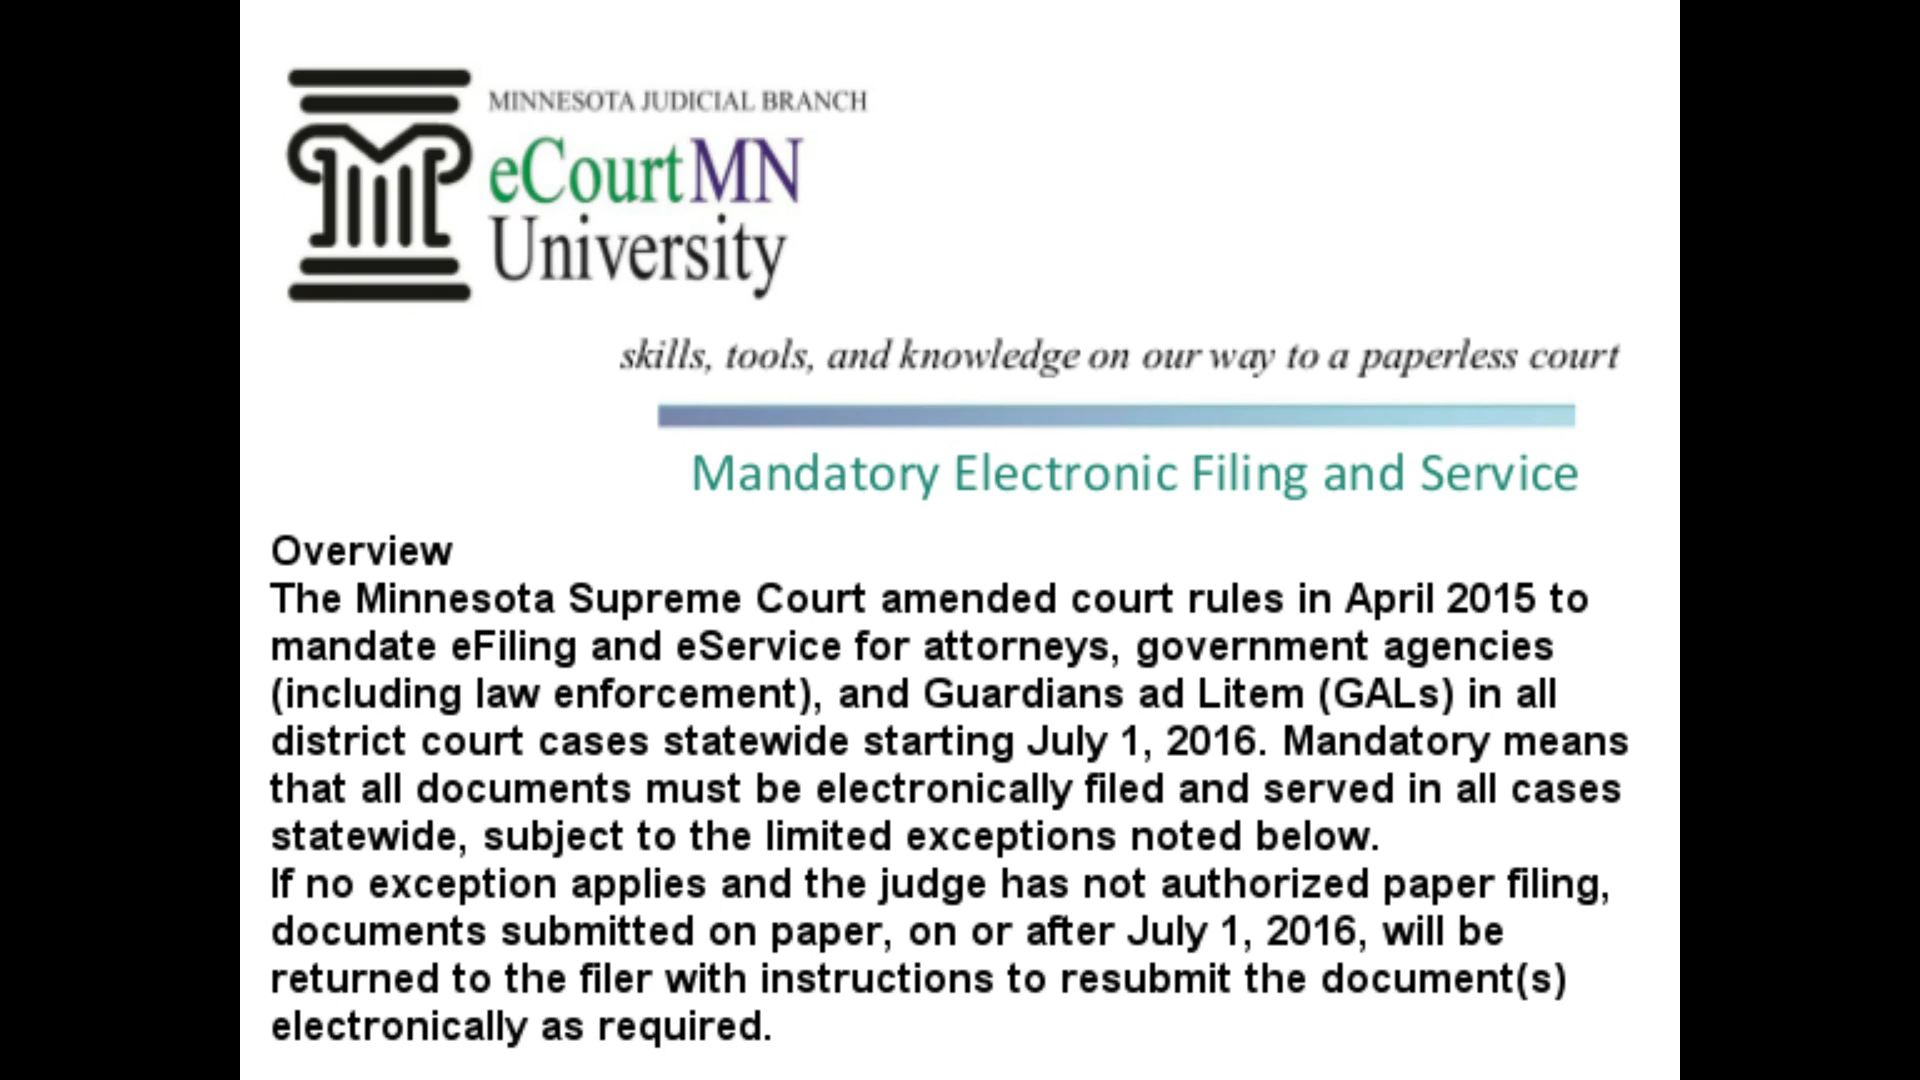 MINNESOTA JUDICIAL BRANCH
eCourtMN
University
skills, tools, and knowledge on our way to a paperless court
Mandatory Electronic Filing and Service
Overview
The Minnesota Supreme Court amended court rules in April 2015 to
mandate eFiling and eService for attorneys, government agencies
(including law enforcement), and Guardians ad Litem (GALs) in all
district court cases statewide starting July 1, 2016. Mandatory means
that all documents must be electronically filed and served in all cases
statewide, subject to the limited exceptions noted below.
If no exception applies and the judge has not authorized paper filing,
documents submitted on paper, on or after July 1, 2016, will be
returned to the filer with instructions to resubmit the document(s)
electronically as required.